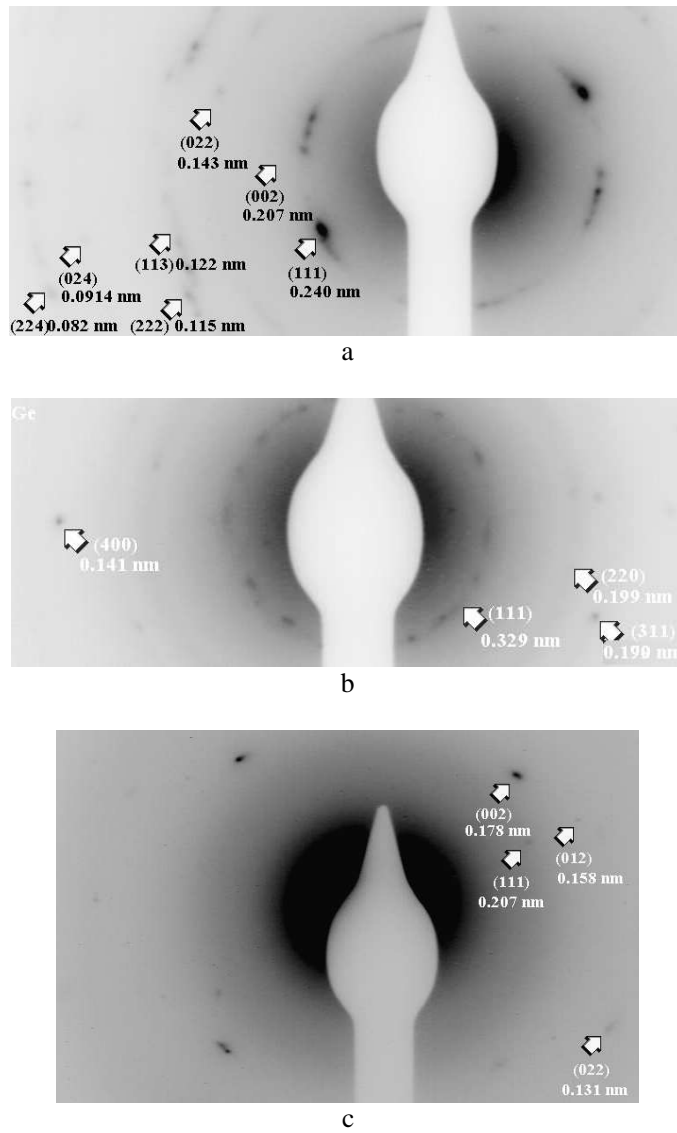 (022)
0.143 nm
(002)
0.207 nm
(111)
0.240 nm
(113) 0.122 nm
(024)
0.0914 nm
(224) 0.082 nm
(222) 0.115 nm
a
Ge
(400)
0.141 nm
(111)
0.329 nm
(220)
0.199 nm
(311)
0.190 nm
b
(002)
0.178 nm
(111)
0.207 nm
(012)
0.158 nm
(022)
0.131 nm
c